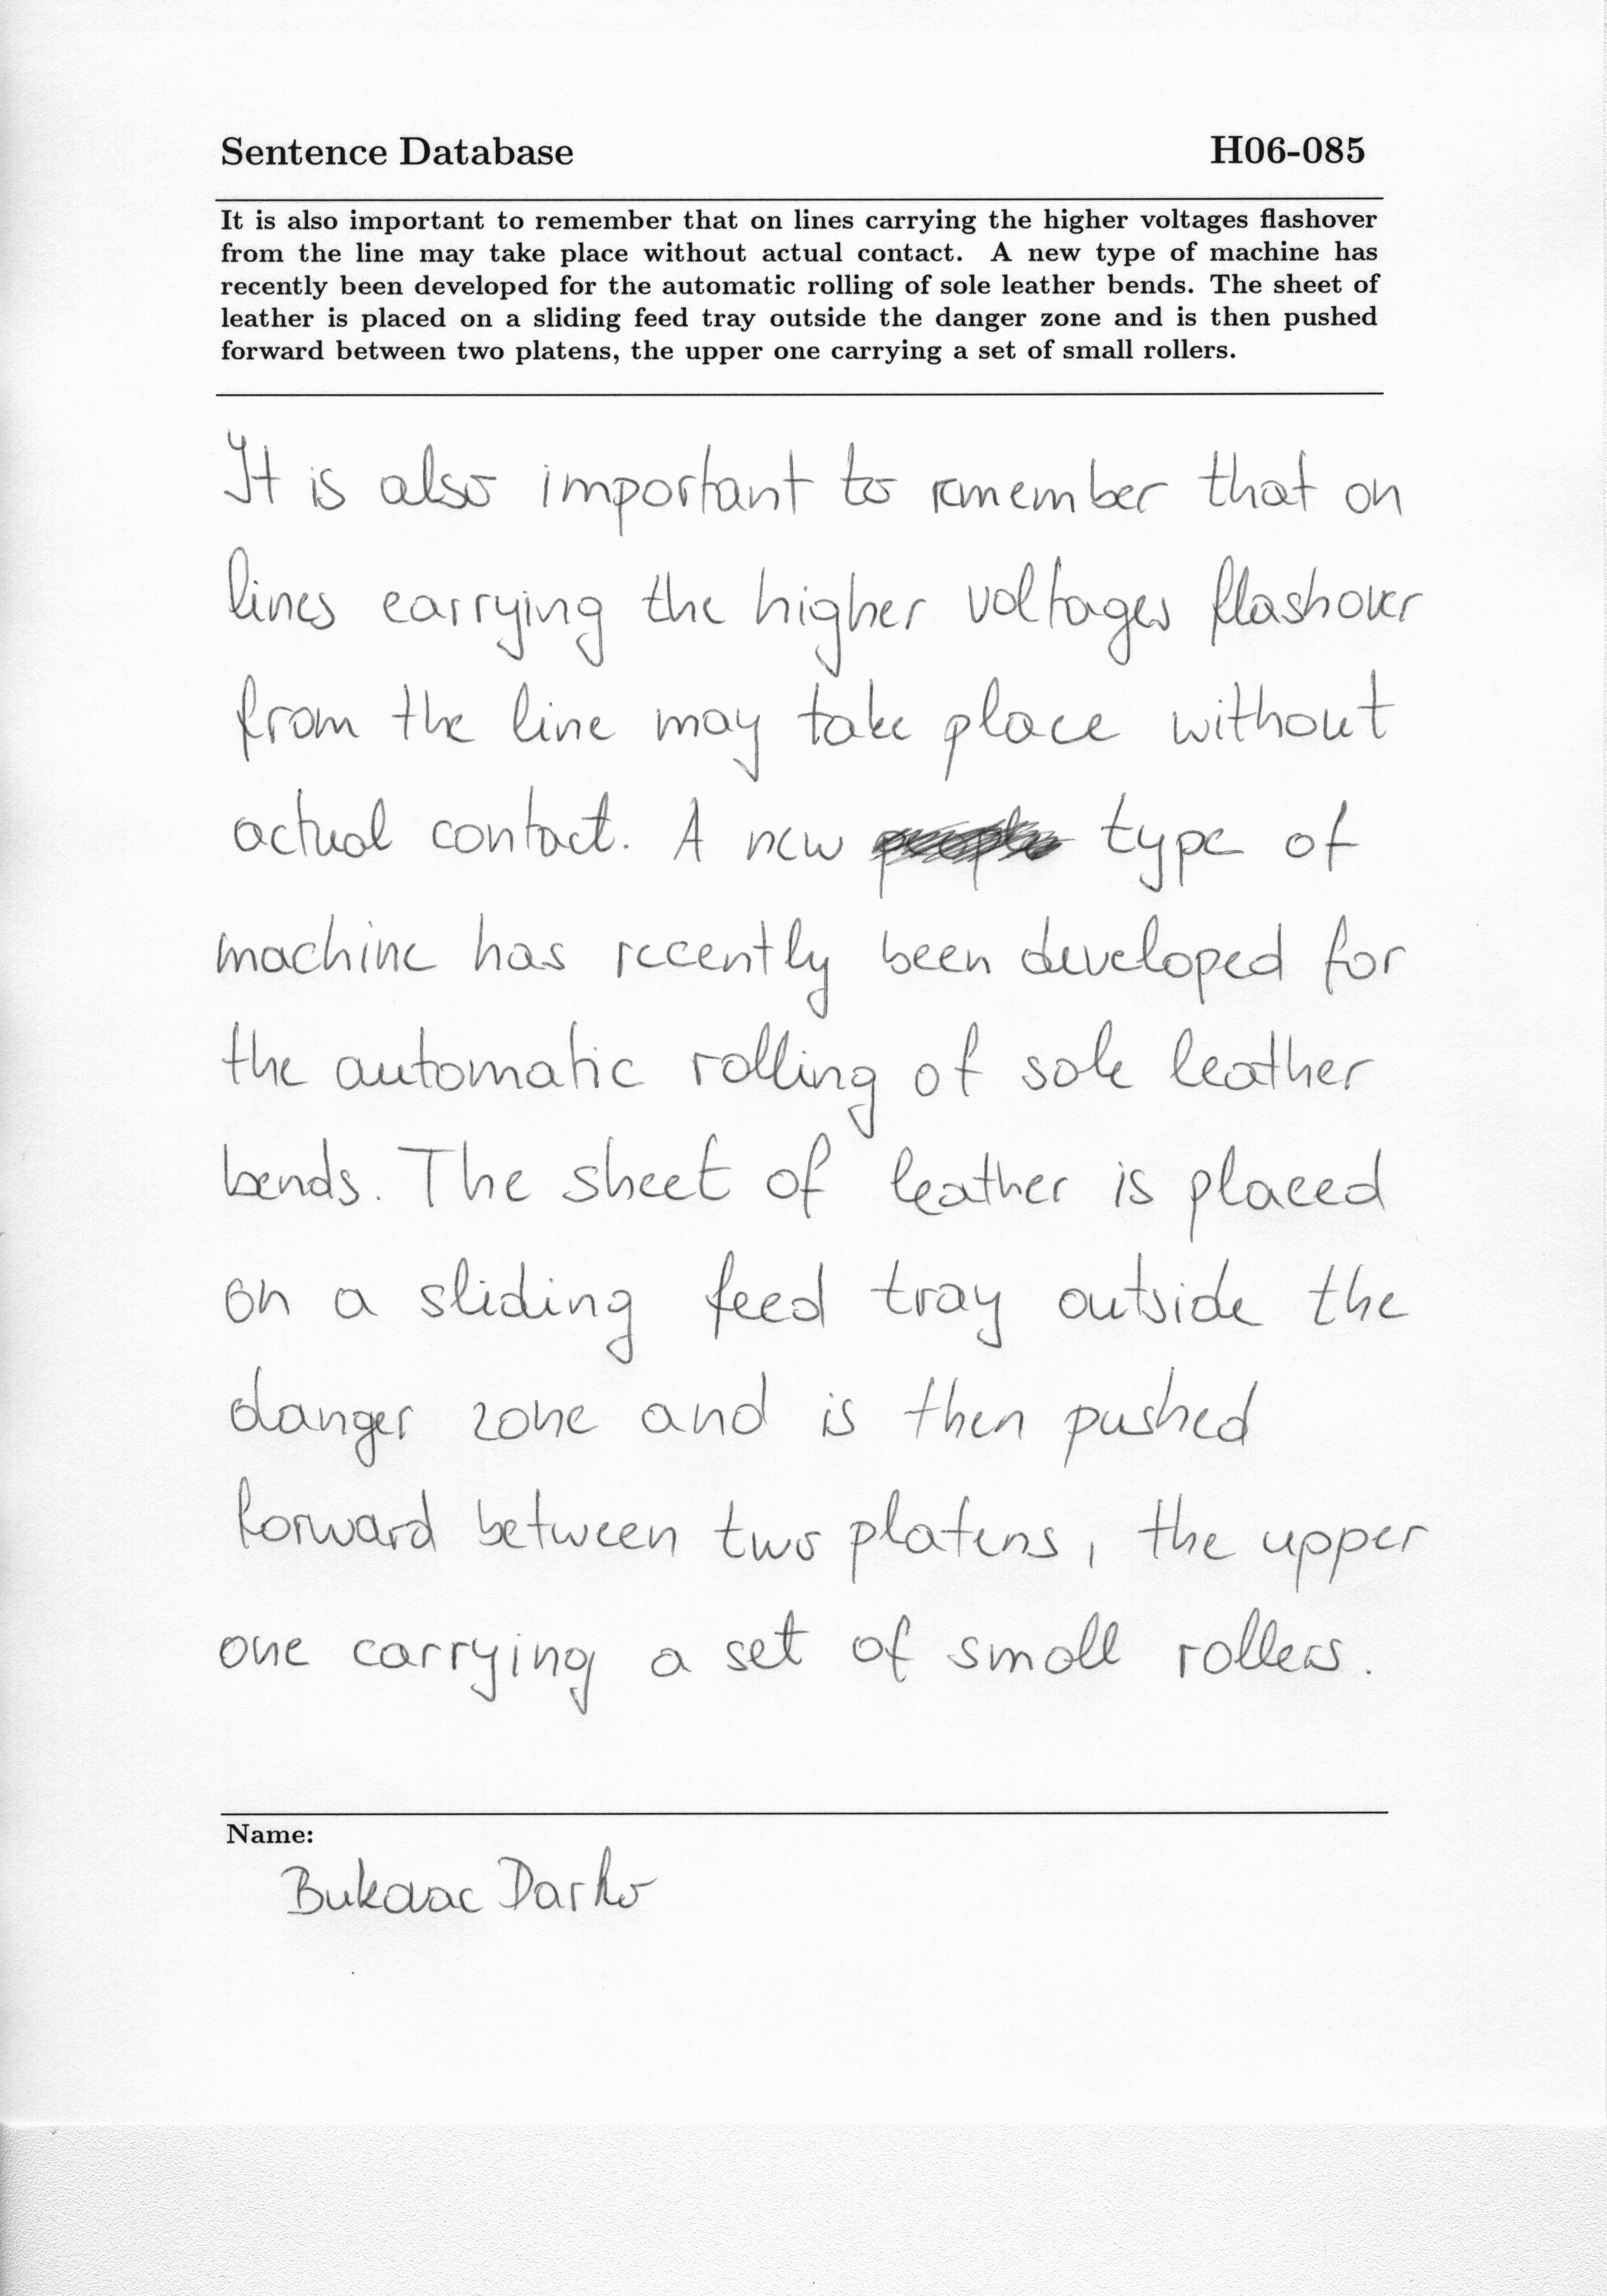 Sentence Database H06-085
It is also important to remember that on lines carrying the higher voltages flashover
from the line may take place without actual contact. A new type of machine has
recently been developed for the automatic rolling of sole leather bends. The sheet of
leather is placed on a sliding feed tray outside the danger zone and is then pushed
forward between two platens, the upper one carrying a set of small rollers.
It is also important to remember that on
lines carrying the higher voltages flashover
from the line may take place without
actual contact. A new type of
machine has recently been developed for
the automatic rolling of sole leather
bends. The sheet of leather is placed
on a sliding feed tray outside the
danger zone and is then pushed
forward between two platens, the upper
one carrying a set of small rollers.
Name:
Bukovac Darko